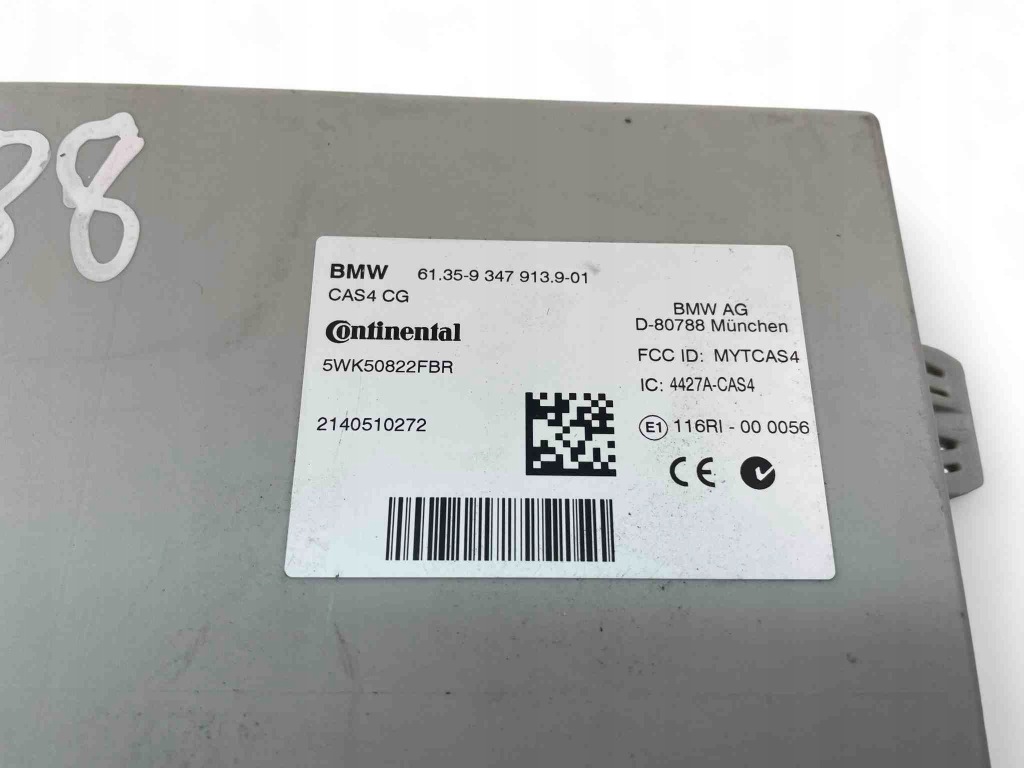 88
BMW 61.35-9 347 913.9-01
CAS4 CG
Continental
5WK50822FBR
2140510272
BMW AG
D-80788 München
FCC ID: MYTCAS4
IC: 4427A-CAS4
E1 116RI - 00 0056
CE